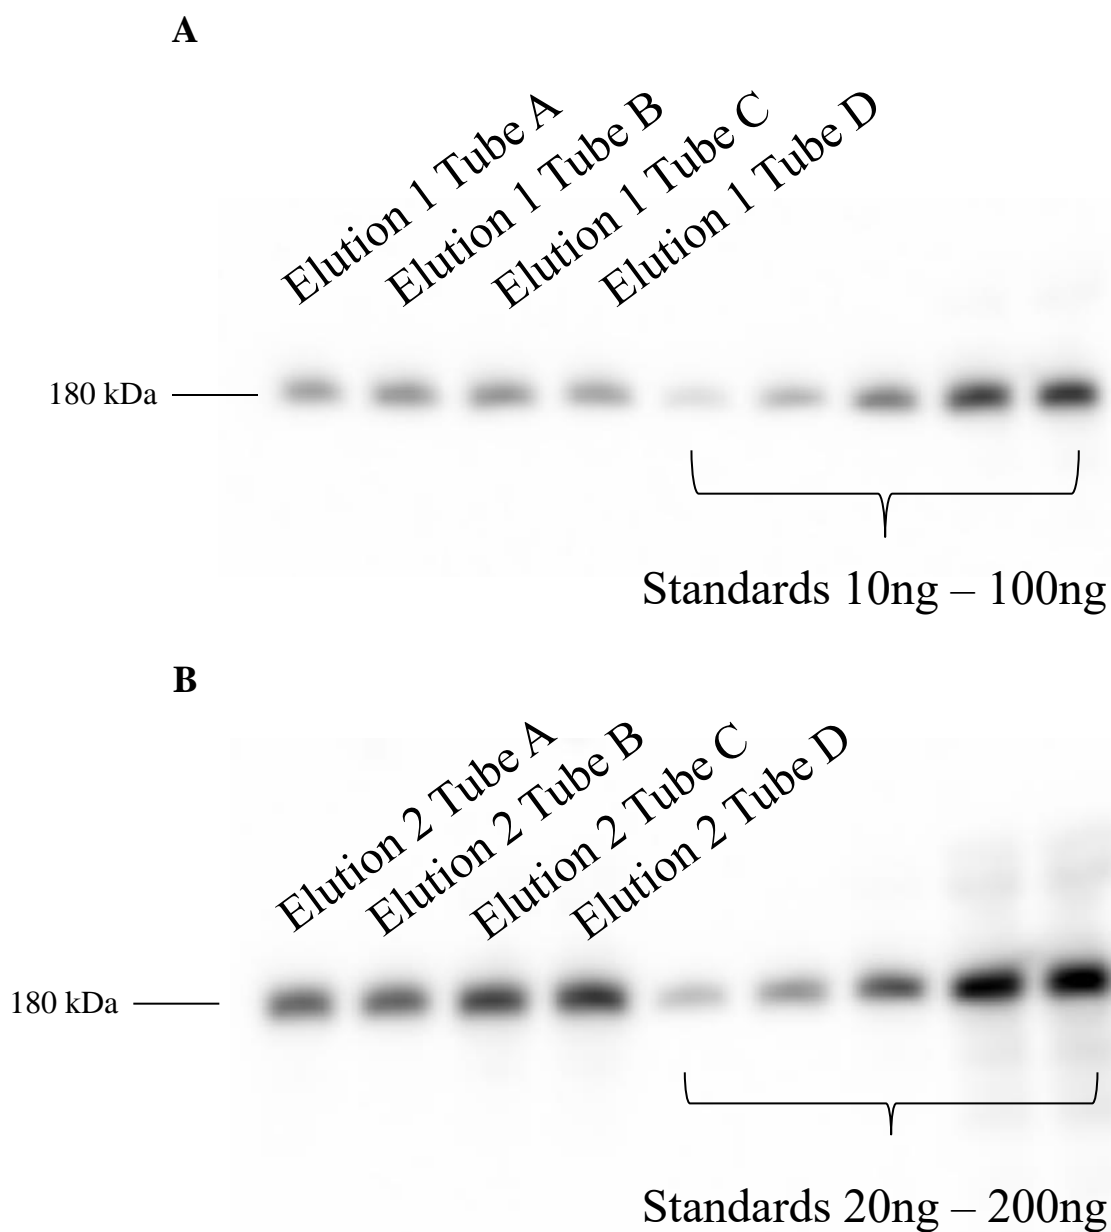 A
Elution 1 Tube A
Elution 1 Tube B
Elution 1 Tube C
Elution 1 Tube D
180 kDa
Standards 10ng – 100ng
B
Elution 2 Tube A
Elution 2 Tube B
Elution 2 Tube C
Elution 2 Tube D
180 kDa
Standards 20ng – 200ng